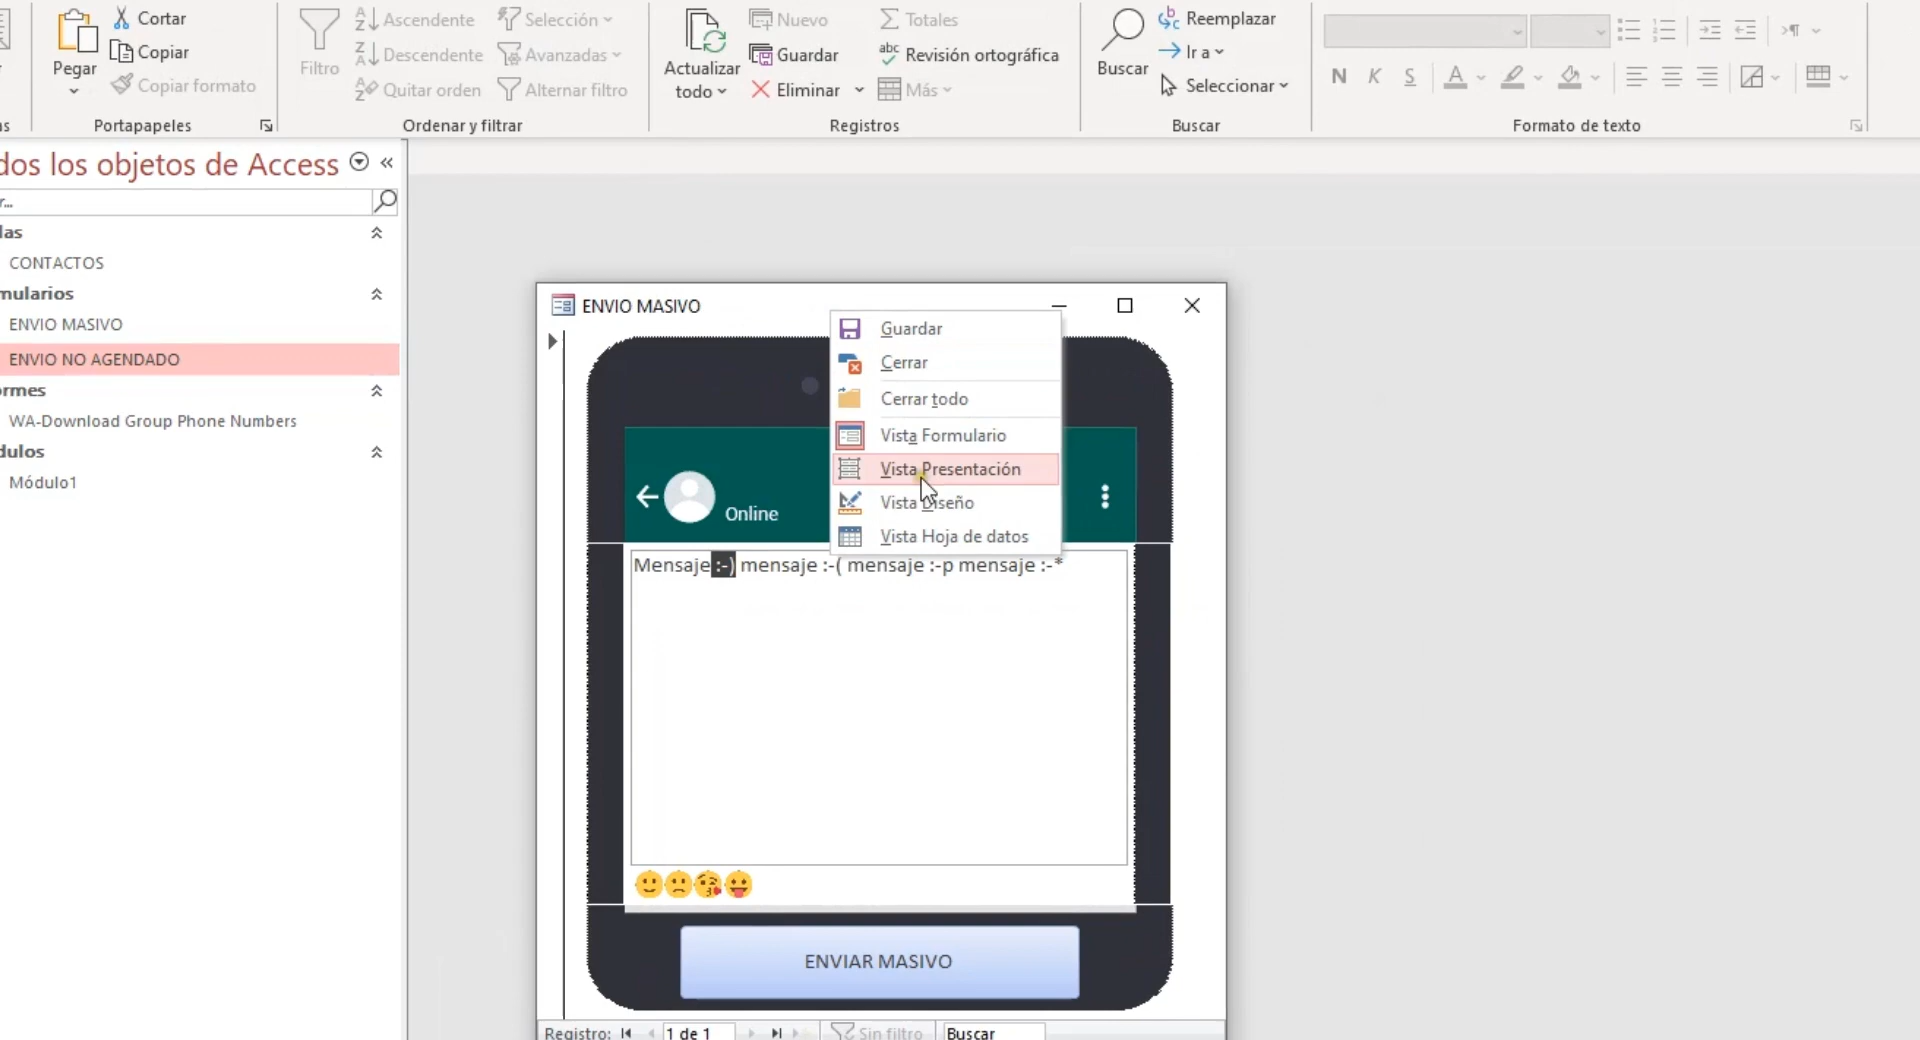 Pegar
Cortar
Copiar
Copiar formato
Portapapeles
Filtro
Ascendente
Descendente
Quitar orden
Selección
Avanzadas
Alternar filtro
Ordenar y filtrar
Actualizar
todo
Nuevo
Guardar
Eliminar
Totales
Revisión ortográfica
Más
Registros
Buscar
Reemplazar
Ir a
Seleccionar
Buscar
N K S A
Formato de texto
dos los objetos de Access
r...
las
CONTACTOS
mularios
ENVIO MASIVO
ENVIO NO AGENDADO
ormes
WA-Download Group Phone Numbers
dulos
Módulo1
ENVIO MASIVO
Guardar
Cerrar
Cerrar todo
Vista Formulario
Vista Presentación
Vista Diseño
Vista Hoja de datos
Online
Mensaje :-) mensaje :-( mensaje :-p mensaje :-*
ENVIAR MASIVO
Registro: 1 de 1 Sin filtro Buscar